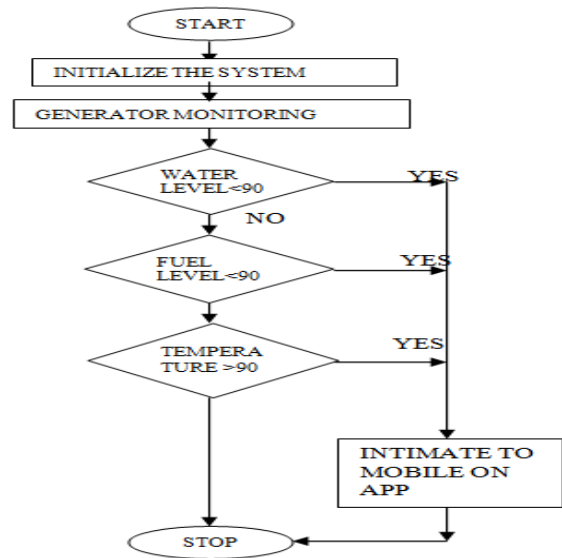 START
INITIALIZE THE SYSTEM
GENERATOR MONITORING
WATER
LEVEL<90
YES
NO
FUEL
LEVEL<90
YES
TEMPERA
TURE >90
YES
INTIMATE TO
MOBILE ON
APP
STOP